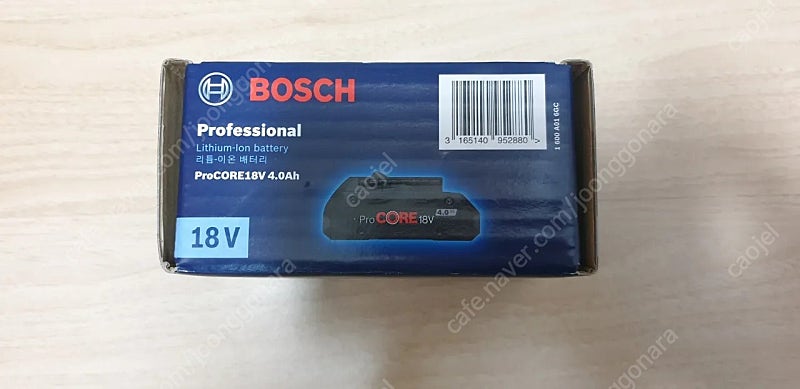 BOSCH
Professional
Lithium-Ion battery
리튬-이온 배터리
ProCORE18V 4.0Ah
18 V
3 165140 952880 >
1 600 A01 6GC
ProCORE18V
4.0
cafe.naver.com/joonggonara
caojel